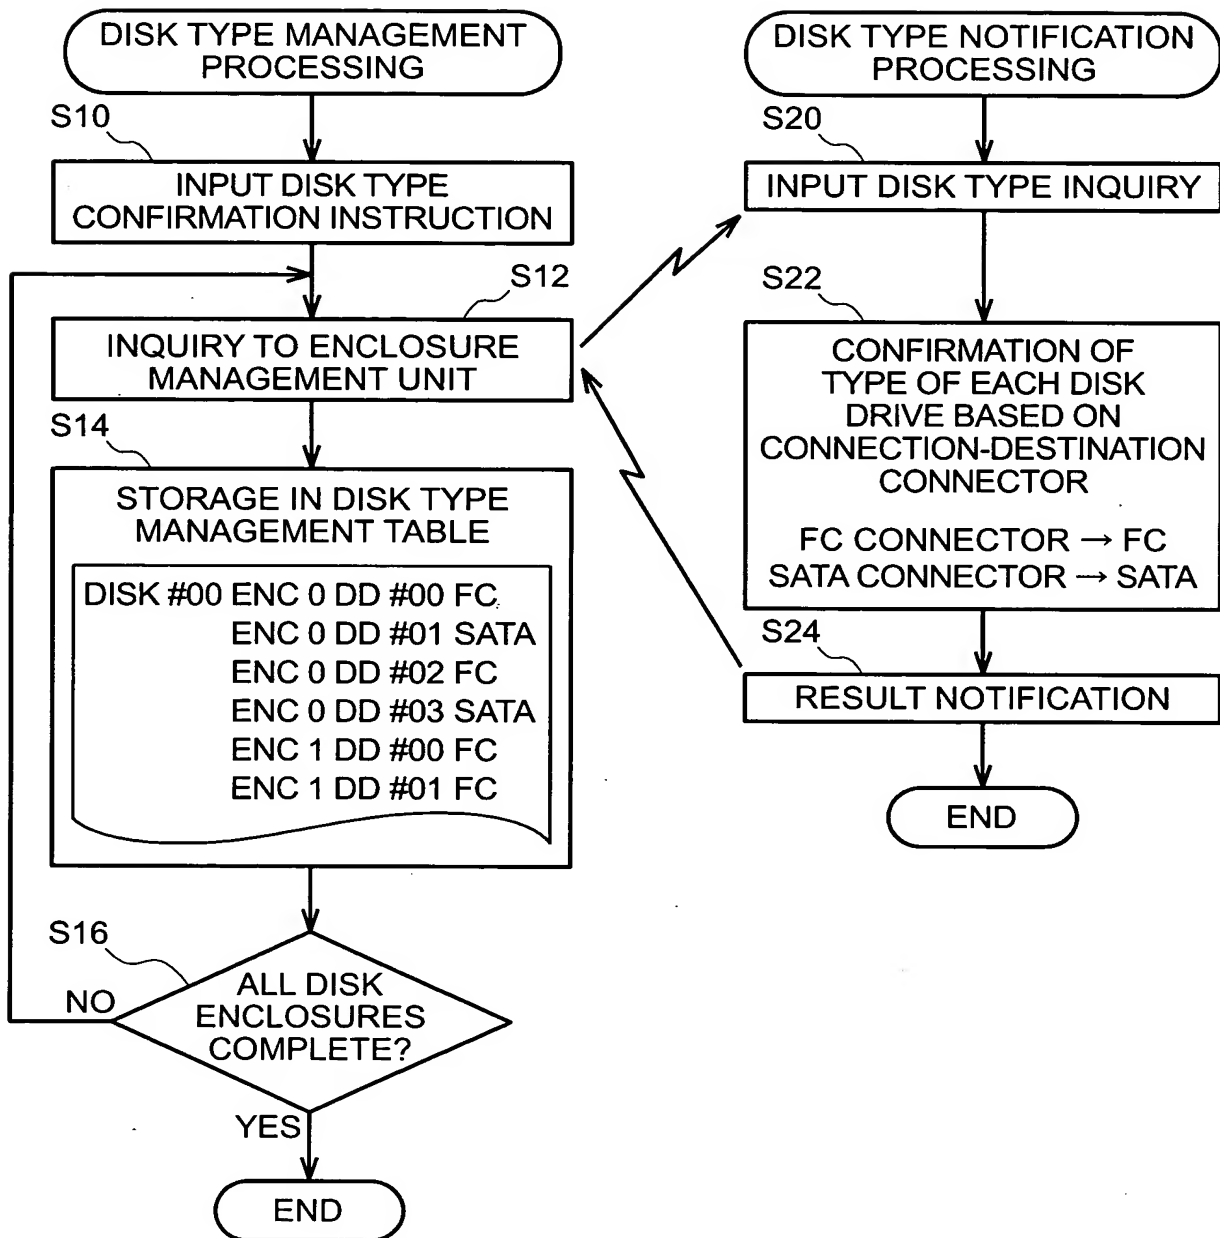 DISK TYPE MANAGEMENT
PROCESSING
S10
INPUT DISK TYPE
CONFIRMATION INSTRUCTION
S12
INQUIRY TO ENCLOSURE
MANAGEMENT UNIT
S14
STORAGE IN DISK TYPE
MANAGEMENT TABLE
DISK #00 ENC 0 DD #00 FC
ENC 0 DD #01 SATA
ENC 0 DD #02 FC
ENC 0 DD #03 SATA
ENC 1 DD #00 FC
ENC 1 DD #01 FC
S16
ALL DISK
ENCLOSURES
COMPLETE?
NO
YES
END
DISK TYPE NOTIFICATION
PROCESSING
S20
INPUT DISK TYPE INQUIRY
S22
CONFIRMATION OF
TYPE OF EACH DISK
DRIVE BASED ON
CONNECTION-DESTINATION
CONNECTOR
FC CONNECTOR → FC
SATA CONNECTOR → SATA
S24
RESULT NOTIFICATION
END